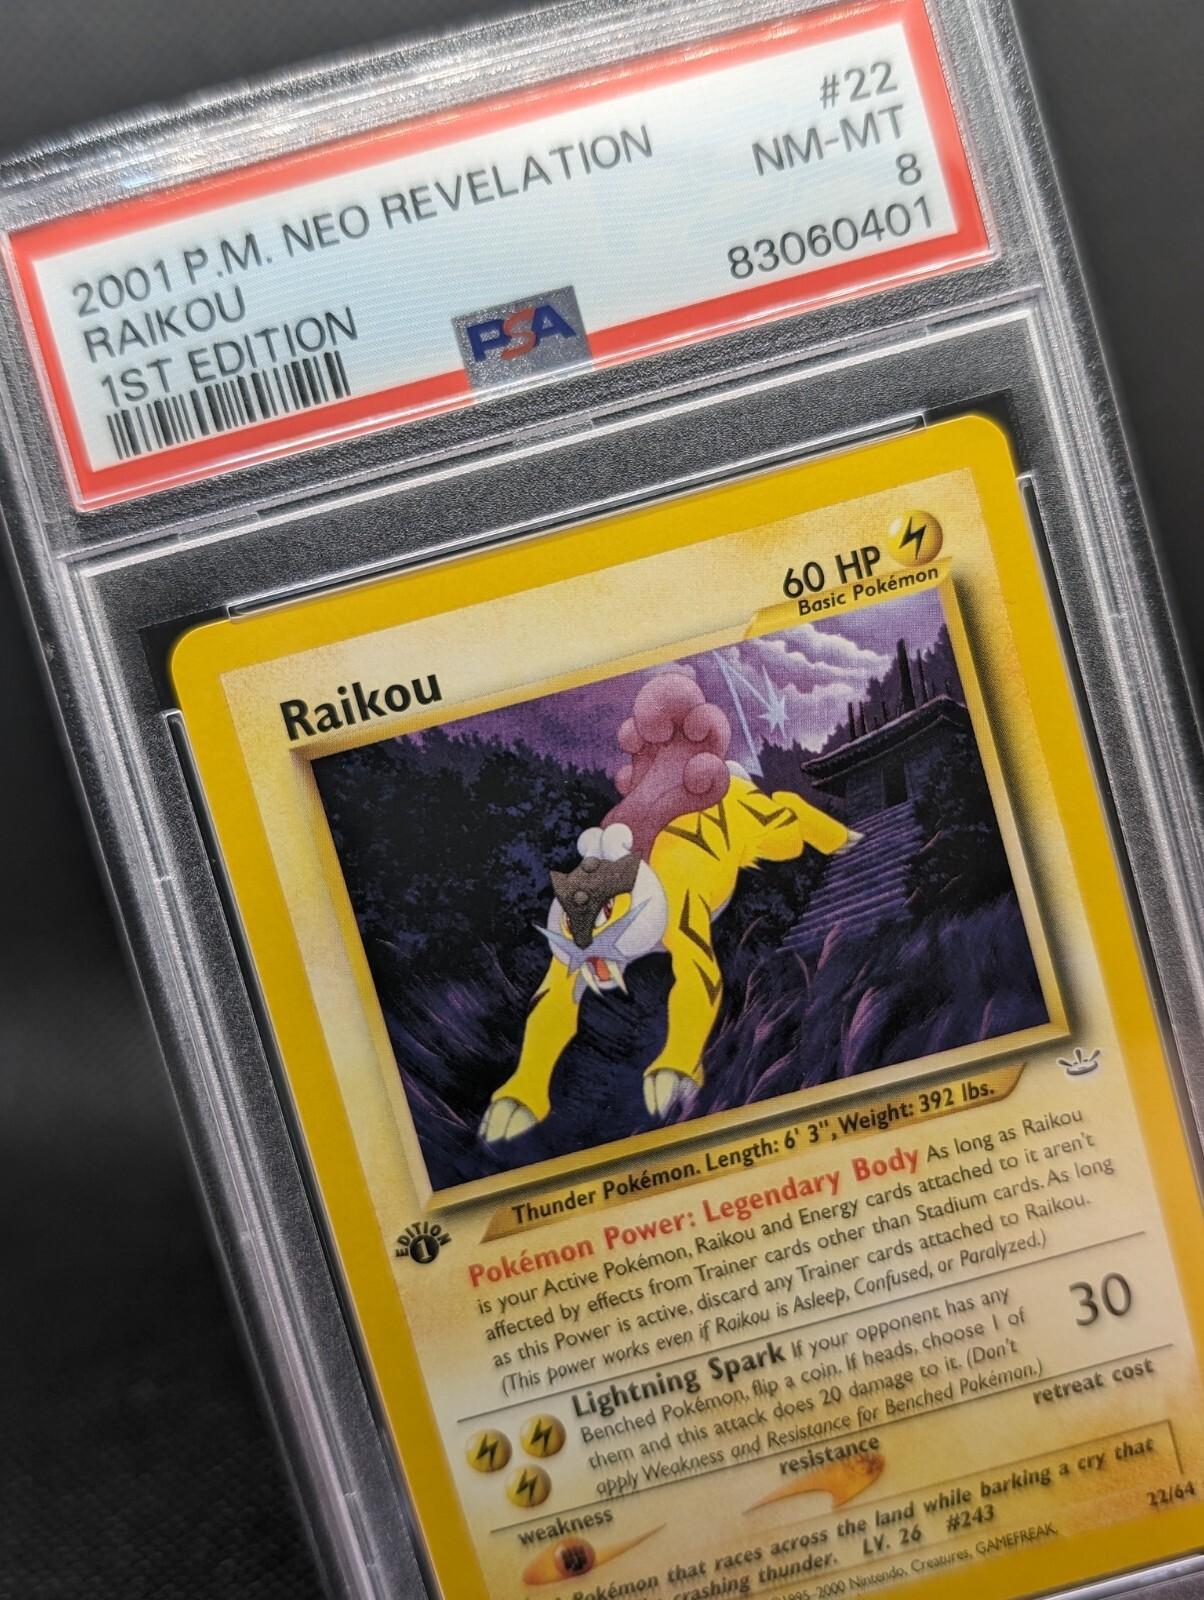 2001 P.M. NEO REVELATION
#22
RAIKOU
NM-MT
1ST EDITION
8
PSA
83060401
60 HP
Basic Pokémon
Raikou
Thunder Pokémon. Length: 6' 3", Weight: 392 lbs.
EDITION
1
Pokémon Power: Legendary Body As long as Raikou
is your Active Pokémon, Raikou and Energy cards attached to it aren't
affected by effects from Trainer cards other than Stadium cards. As long
as this Power is active, discard any Trainer cards attached to Raikou.
(This power works even if Raikou is Asleep, Confused, or Paralyzed.)
Lightning Spark If your opponent has any
Benched Pokémon, flip a coin. If heads, choose 1 of
them and this attack does 20 damage to it. (Don't
apply Weakness and Resistance for Benched Pokémon.)
30
weakness
resistance
retreat cost
Pokémon that races across the land while barking a cry that
crashing thunder. LV. 26 #243
©1995-2000 Nintendo, Creatures, GAMEFREAK.
22/64